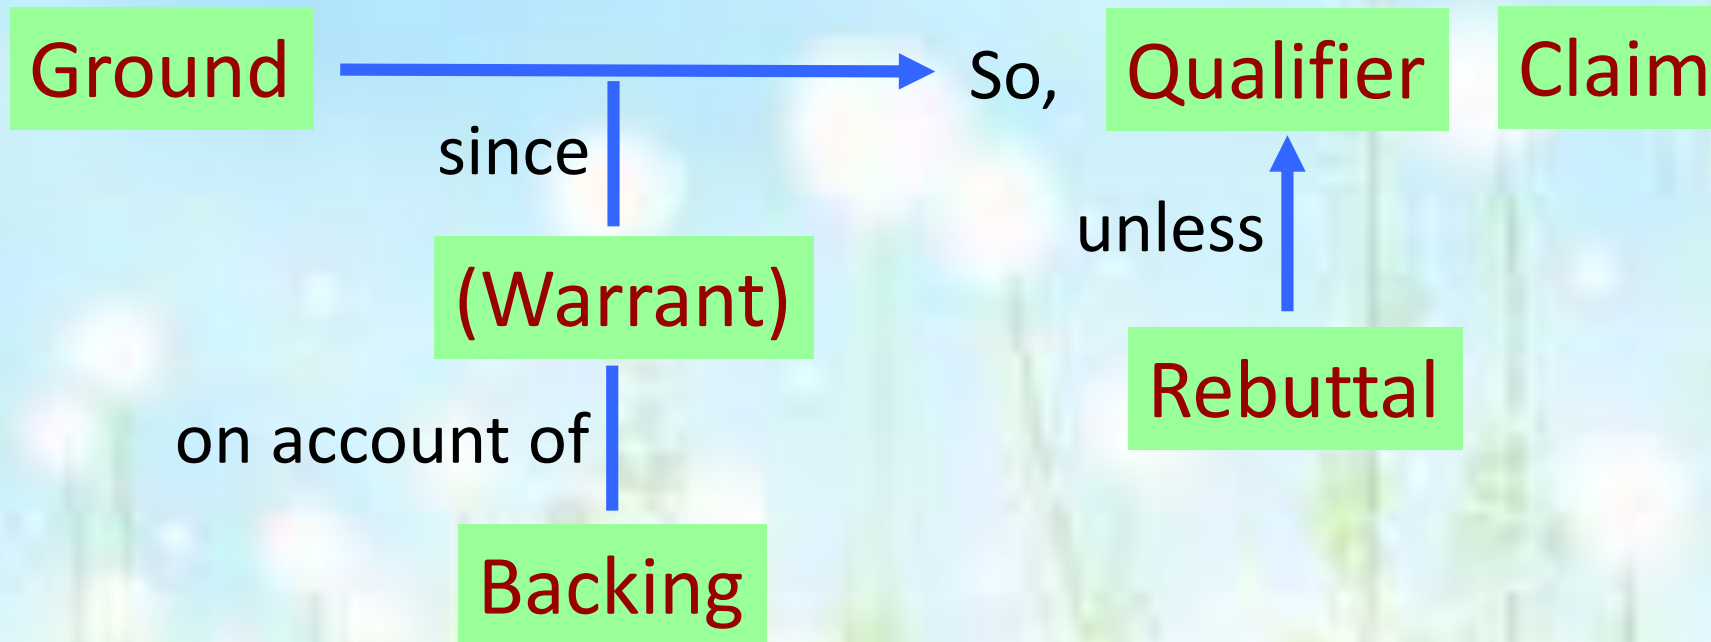 Ground
So,
Qualifier
Claim
since
unless
(Warrant)
Rebuttal
on account of
Backing